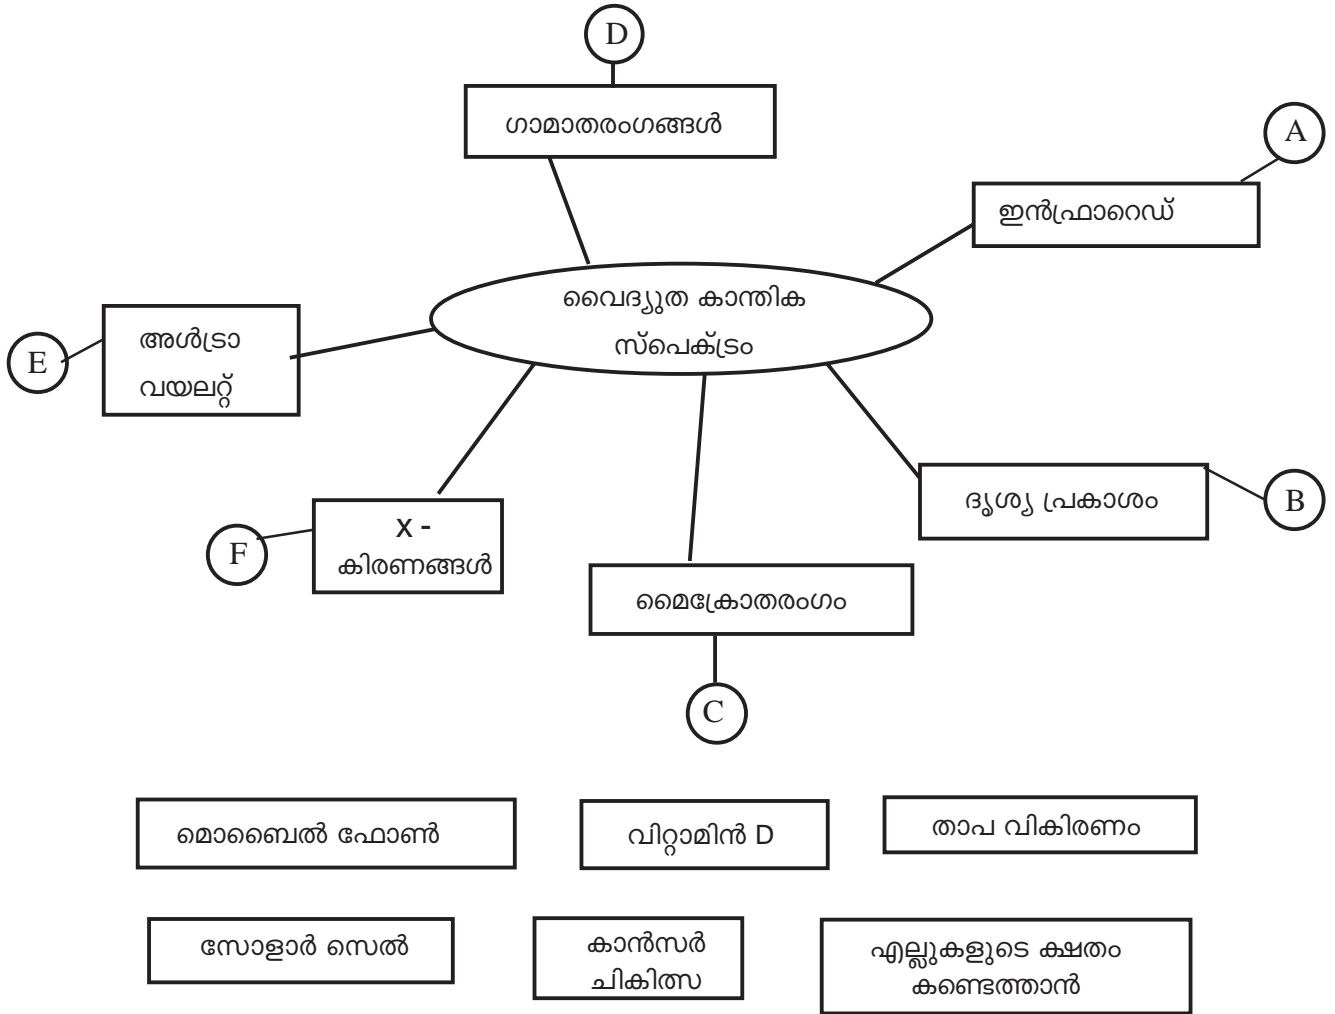 D
ഗാമാതരംഗങ്ങൾ
A
ഇൻഫ്രാറെഡ്
വൈദ്യുത കാന്തിക
സ്പെക്ട്രം
E
അൾട്രാ
വയലറ്റ്
ദൃശ്യ പ്രകാശം
B
F
X -
കിരണങ്ങൾ
മൈക്രോതരംഗം
C
മൊബൈൽ ഫോൺ
വിറ്റാമിൻ D
താപ വികിരണം
സോളാർ സെൽ
കാൻസർ
ചികിത്സ
എല്ലുകളുടെ ക്ഷതം
കണ്ടെത്താൻ